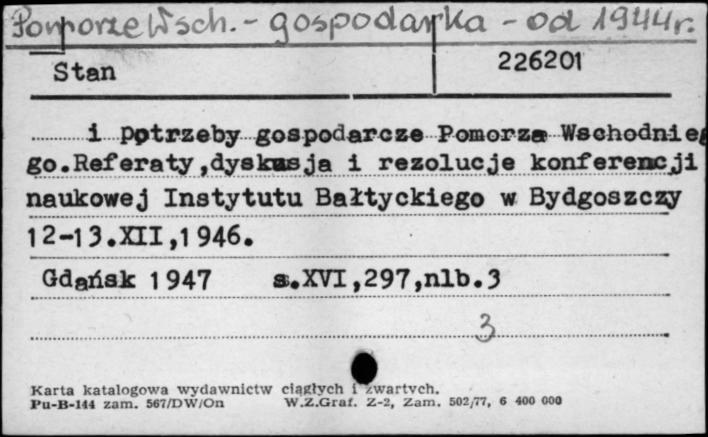 Pomorze Wsch. - gospodarka - od 1944r.
Stan 226201
i potrzeby gospodarcze Pomorza Wschodnie
go.Referaty,dyskusja i rezolucje konferencji
naukowej Instytutu Bałtyckiego w Bydgoszczy
12-13.XII,1946.
Gdańsk 1947 s.XVI,297,nlb.3
3
Karta katalogowa wydawnictw ciągłych i zwartych.
Pu-B-144 zam. 567/DW/On W.Z.Graf. Z-2, Zam. 502/77, 6 400 000